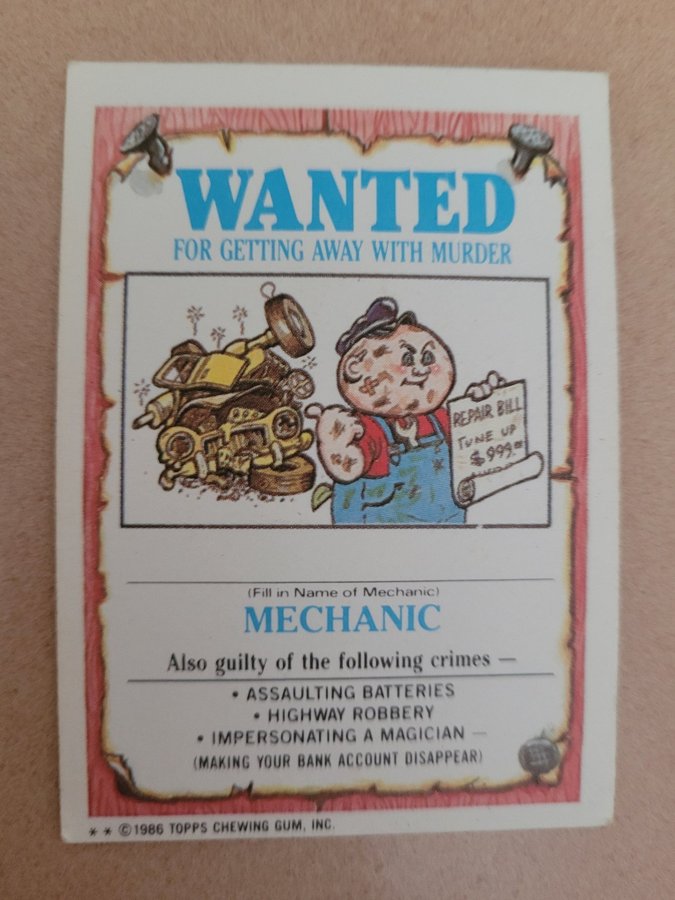 WANTED
FOR GETTING AWAY WITH MURDER
REPAIR BILL
TUNE UP
$999.00
(Fill in Name of Mechanic)
MECHANIC
Also guilty of the following crimes —
• ASSAULTING BATTERIES
• HIGHWAY ROBBERY
• IMPERSONATING A MAGICIAN —
(MAKING YOUR BANK ACCOUNT DISAPPEAR)
* * ©1986 TOPPS CHEWING GUM, INC.